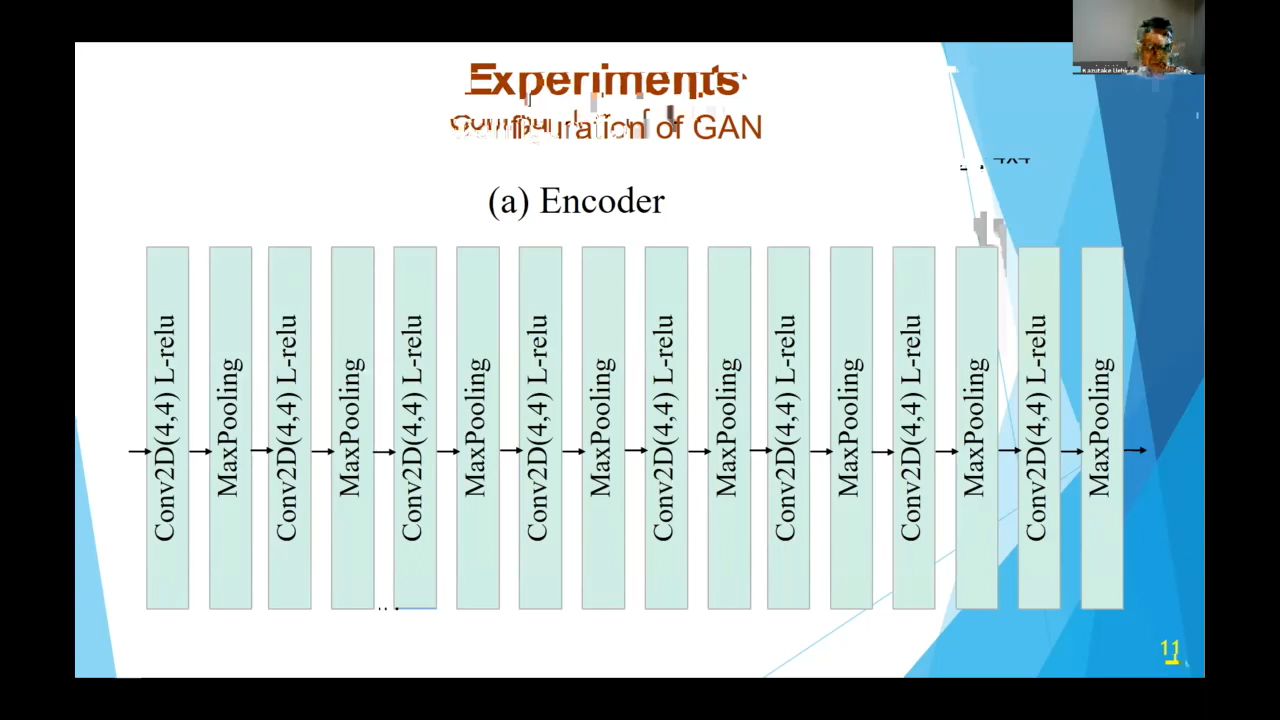 Experiments
Configuration of GAN
(a) Encoder
Conv2D(4,4) L-relu
MaxPooling
Conv2D(4,4) L-relu
MaxPooling
Conv2D(4,4) L-relu
MaxPooling
Conv2D(4,4) L-relu
MaxPooling
Conv2D(4,4) L-relu
MaxPooling
Conv2D(4,4) L-relu
MaxPooling
Conv2D(4,4) L-relu
MaxPooling
Conv2D(4,4) L-relu
MaxPooling
11